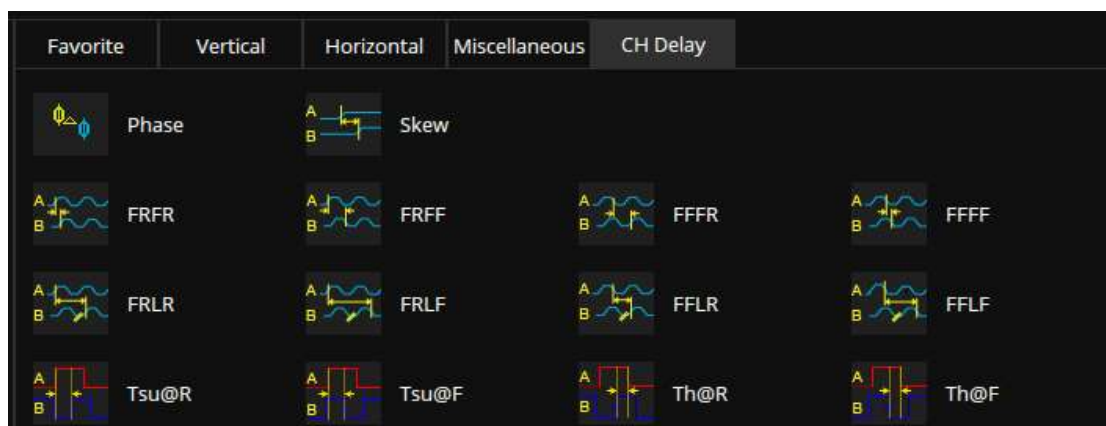 Favorite Vertical Horizontal Miscellaneous CH Delay
Phase A B Skew
A B FRFR A B FRFF A B FFFR A B FFFF
A B FRLR A B FRLF A B FFLR A B FFLF
A B Tsu@R A B Tsu@F A B Th@R A B Th@F